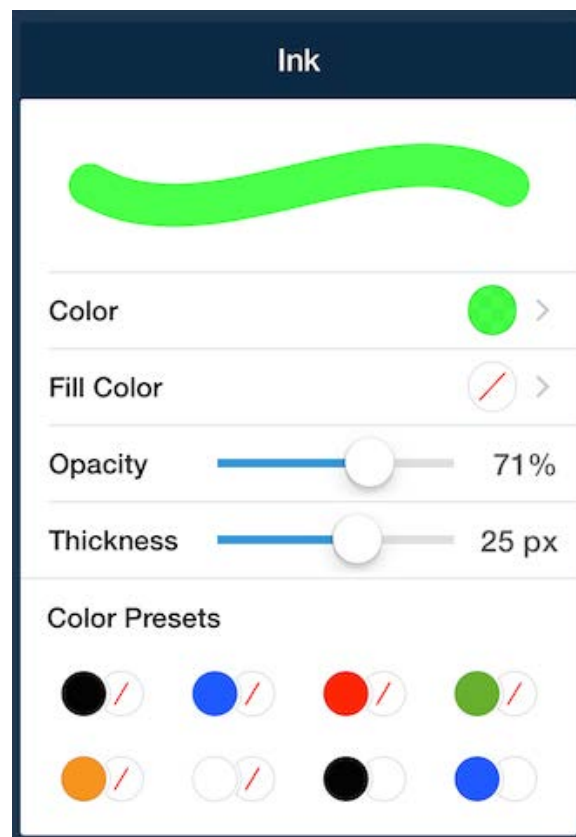 Ink
Color
Fill Color
Opacity 71%
Thickness 25 px
Color Presets